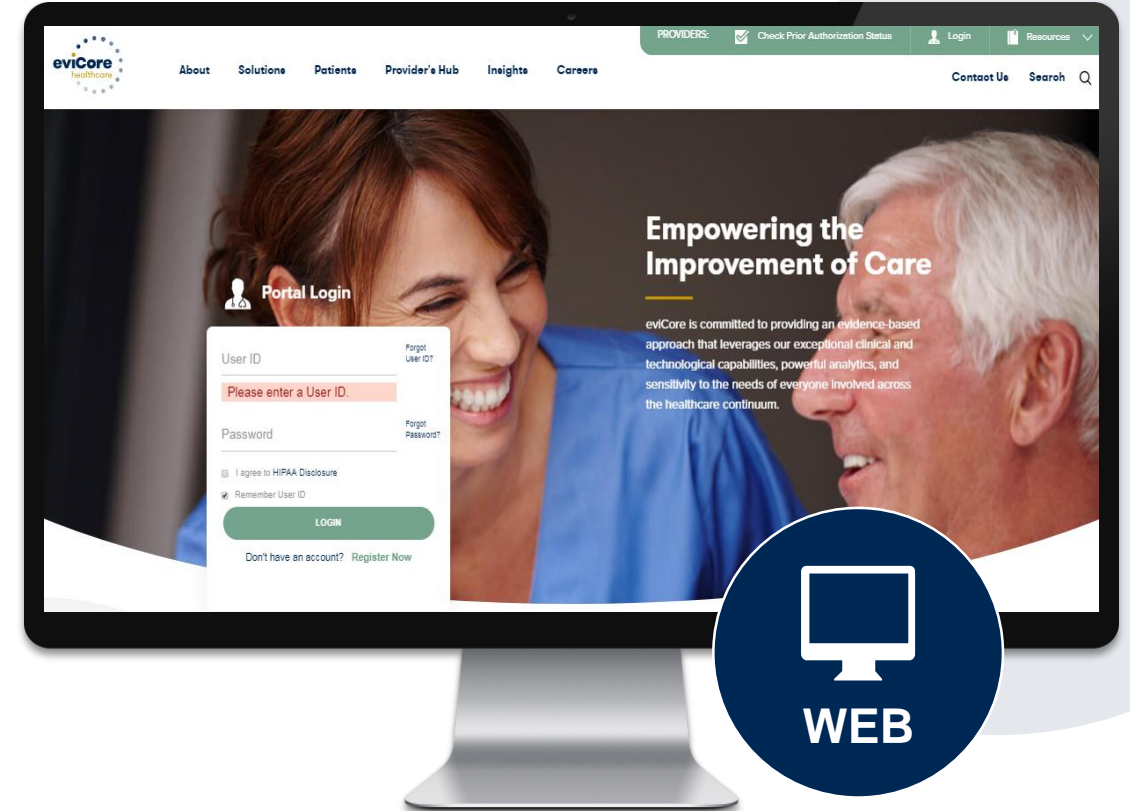 PROVIDERS: Check Prior Authorization Status Login Resources
eviCore
healthcare
About Solutions Patients Provider's Hub Insights Careers
Contact Us Search
Empowering the
Improvement of Care
eviCore is committed to providing an evidence-based
approach that leverages our exceptional clinical and
technological capabilities, powerful analytics, and
sensitivity to the needs of everyone involved across
the healthcare continuum.
Portal Login
User ID
Forgot
User ID?
Please enter a User ID.
Password
Forgot
Password?
I agree to HIPAA Disclosure
Remember User ID
LOGIN
Don't have an account? Register Now
WEB